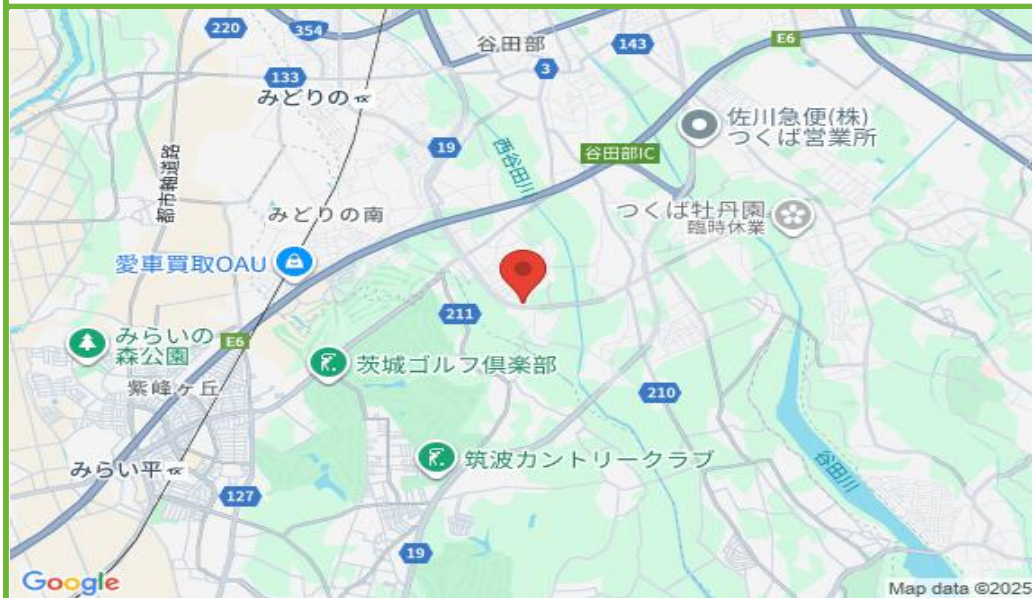 220
354
谷田部
143
E6
3
133
みどりの
佐川急便(株)
つくば営業所
19
谷田部IC
西谷田川
都市軸道路
みどりの南
つくば牡丹園
臨時休業
愛車買取OAU
211
みらいの
森公園
E6
茨城ゴルフ倶楽部
紫峰ヶ丘
210
筑波カントリークラブ
みらい平
谷田川
127
19
Google
Map data ©2025